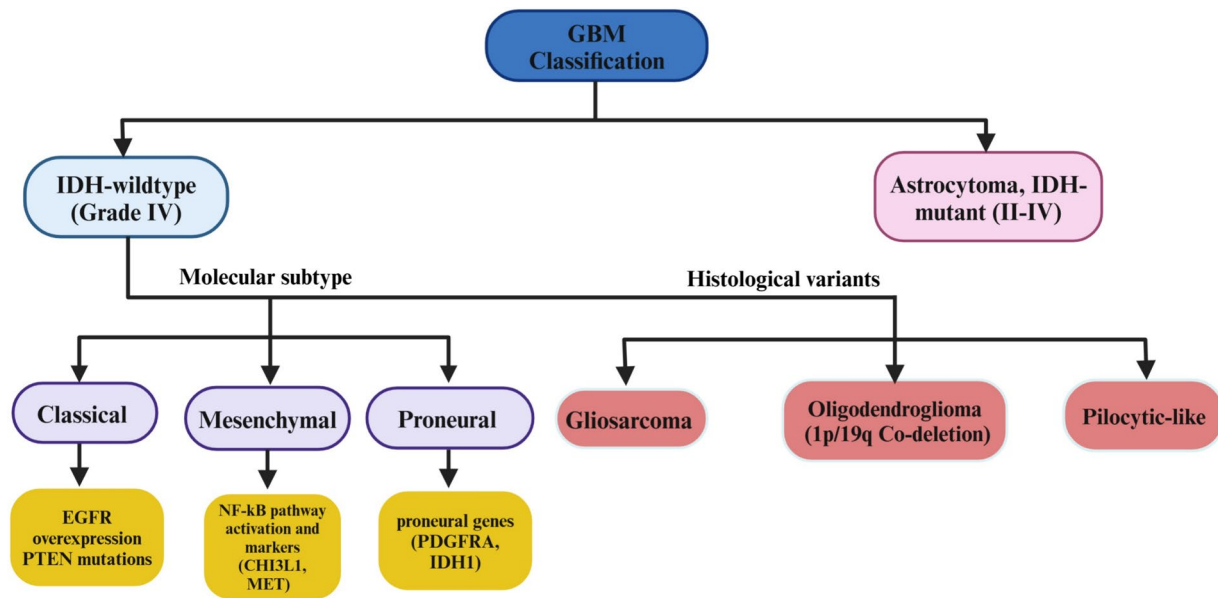 GBM
Classification
IDH-wildtype
(Grade IV)
Astrocytoma, IDH-
mutant (II-IV)
Molecular subtype
Histological variants
Classical
Meschymal
Proneural
Gliosarcoma
Oligodendroglioma
(1p/19q Co-deletion)
Pilocytic-like
EGFR
overexpression
PTEN mutations
NF-kB pathway
activation and
markers
(CHI3L1,
MET)
proneural genes
(PDGFRA,
IDH1)